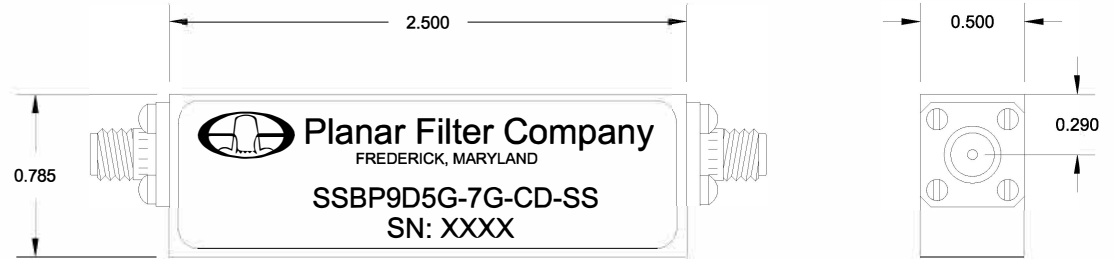 2.500
0.500
0.785
0.290
Planar Filter Company
FREDERICK, MARYLAND
SSBP9D5G-7G-CD-SS
SN: XXXX